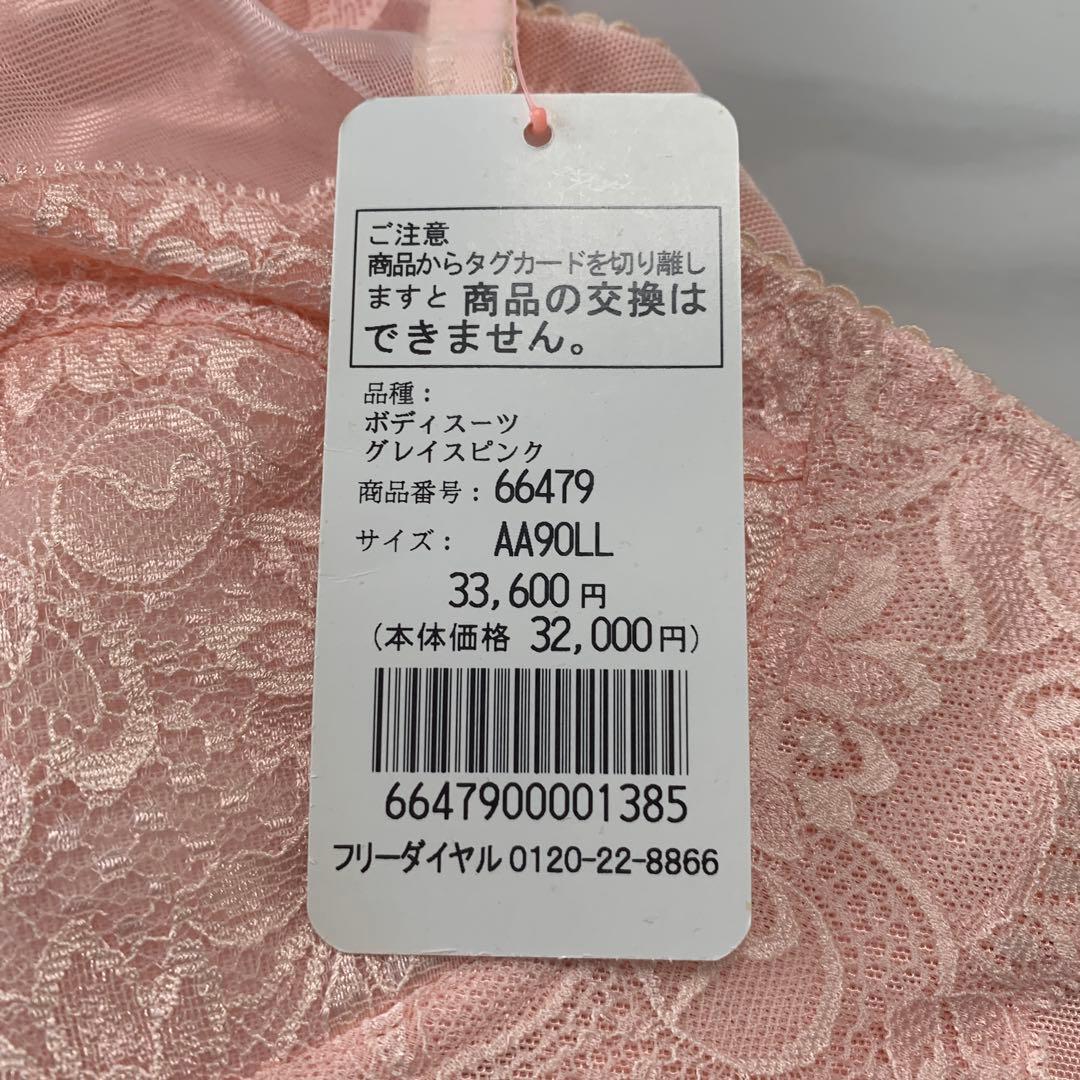 ご注意
商品からタグカードを切り離し
ますと 商品の交換は
できません。
品種：
ボディスーツ
グレイスピンク
商品番号：66479
サイズ： AA90LL
33,600円
（本体価格 32,000円）
6647900001385
フリーダイヤル 0120-22-8866